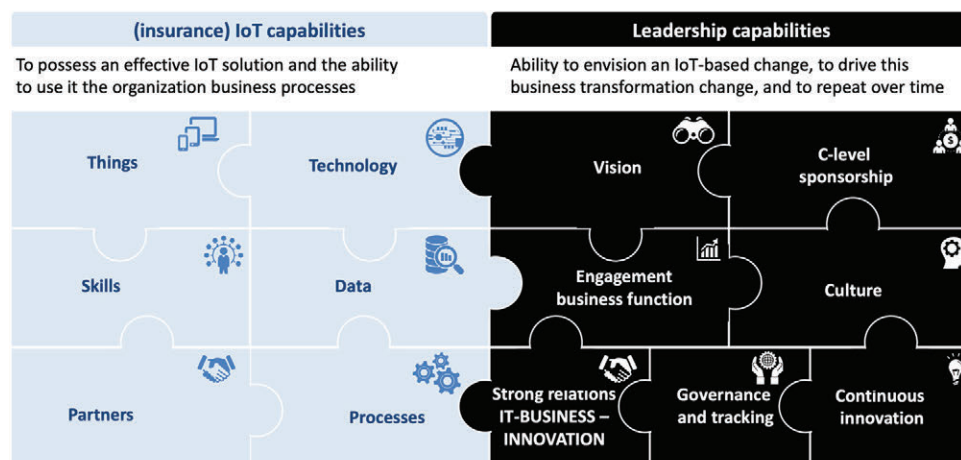 (insurance) IoT capabilities
Leadership capabilities
To possess an effective IoT solution and the ability
to use it the organization business processes
Ability to envision an IoT-based change, to drive this
business transformation change, and to repeat over time
Things
Technology
Vision
C-level
sponsorship
Skills
Data
Engagement
business function
Culture
Partners
Processes
Strong relations
IT-BUSINESS –
INNOVATION
Governance
and tracking
Continuous
innovation